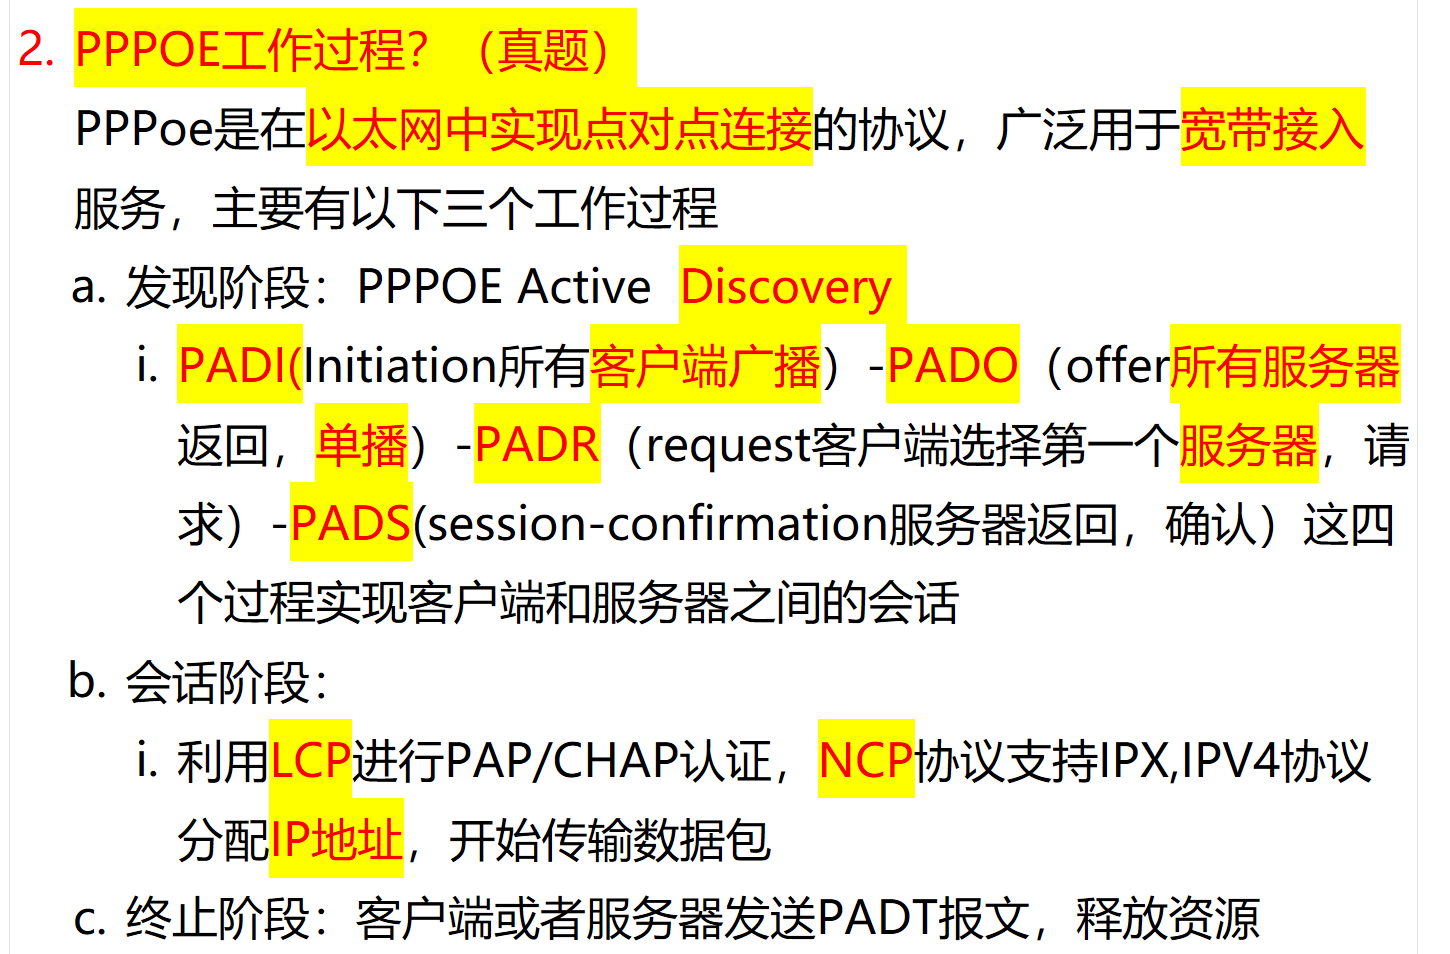 2. PPPOE工作过程？（真题）
PPPoe是在以太网中实现点对点连接的协议，广泛用于宽带接入
服务，主要有以下三个工作过程
a. 发现阶段：PPPOE Active  Discovery
i. PADI(Initiation所有客户端广播）-PADO（offer所有服务器
返回，单播）-PADR（request客户端选择第一个服务器，请
求）-PADS(session-confirmation服务器返回，确认）这四
个过程实现客户端和服务器之间的会话
b. 会话阶段：
i. 利用LCP进行PAP/CHAP认证，NCP协议支持IPX,IPV4协议
分配IP地址，开始传输数据包
c. 终止阶段：客户端或者服务器发送PADT报文，释放资源